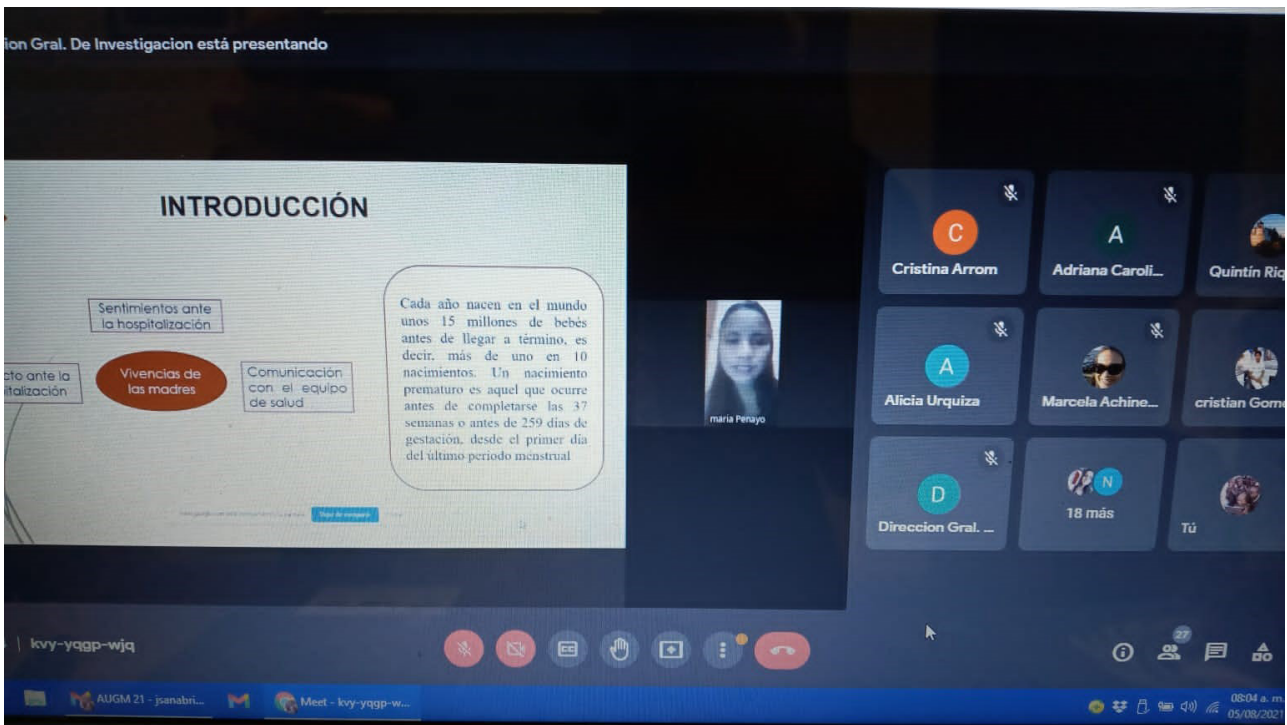 ion Gral. De Investigacion está presentando
INTRODUCCIÓN
Sentimientos ante
la hospitalización
cto ante la
italización
Vivencias de
las madres
Comunicación
con el equipo
de salud
Cada año nacen en el mundo
unos 15 millones de bebés
antes de llegar a término, es
decir, más de uno en 10
nacimientos. Un nacimiento
prematuro es aquel que ocurre
antes de completarse las 37
semanas o antes de 259 días de
gestación, desde el primer día
del último periodo menstrual
Dejar de compartir
maria Penayo
C
Cristina Arrom
A
Adriana Caroli...
Quintín Riq
A
Alicia Urquiza
Marcela Achine...
cristian Gom
D
Direccion Gral. ...
N
18 más
Tú
kvy-yqgp-wjq
27
AUGM 21 - jsanabri...
Meet - kvy-yqgp-w...
08:04 a. m.
05/08/2021